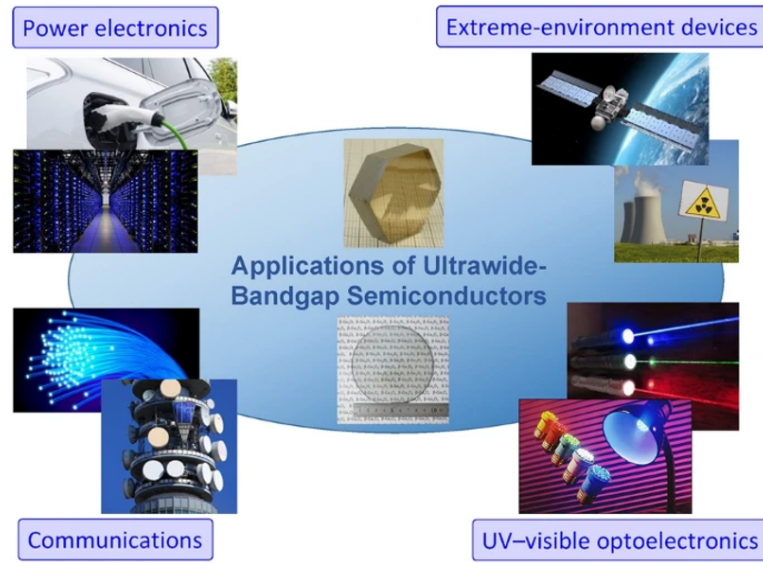 Power electronics
Extreme-environment devices
Applications of Ultrawide-
Bandgap Semiconductors
Communications
UV–visible optoelectronics